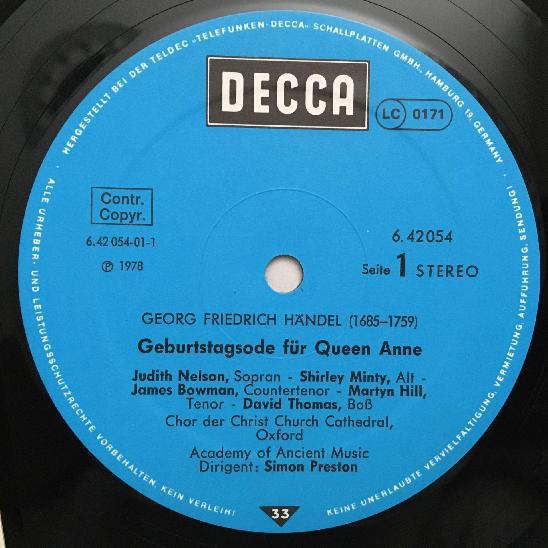 HERGESTELLT BEI DER TELDEC »TELEFUNKEN-DECCA« SCHALLPLATTEN GMBH, HAMBURG 19, GERMANY ·
DECCA
LC 0171
Contr.
Copyr.
6.42 054-01-1
℗ 1978
6.42054
Seite 1 STEREO
GEORG FRIEDRICH HÄNDEL (1685–1759)
Geburtstagsode für Queen Anne
Judith Nelson, Sopran - Shirley Minty, Alt -
James Bowman, Countertenor - Martyn Hill,
Tenor - David Thomas, Baß
Chor der Christ Church Cathedral,
Oxford
Academy of Ancient Music
Dirigent: Simon Preston
33
· ALLE URHEBER- UND LEISTUNGSSCHUTZRECHTE VORBEHALTEN. KEIN VERLEIH!
KEINE UNERLAUBTE VERVIELFÄLTIGUNG, VERMIETUNG, AUFFÜHRUNG, SENDUNG!